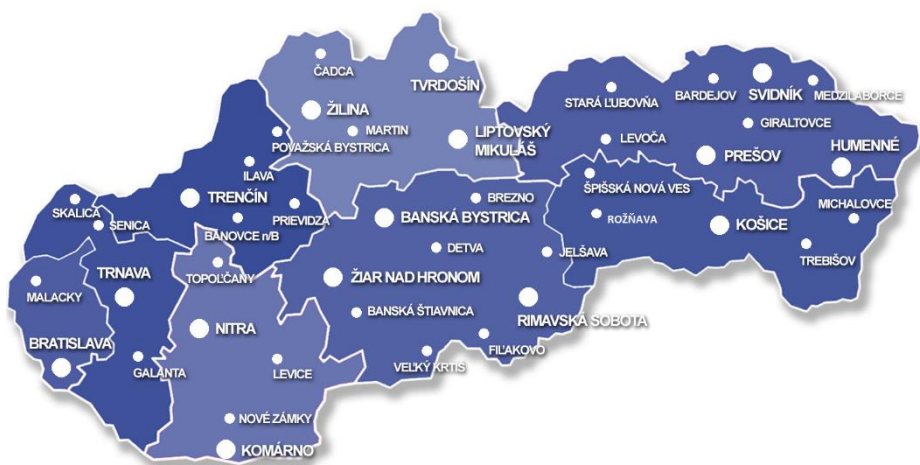 ČADCA
TVRDOŠÍN
ŽILINA
MARTIN
LIPTOVSKÝ
MIKULÁŠ
POVAŽSKÁ BYSTRICA
ILAVA
TRENČÍN
PRIEVIDZA
BÁNOVCE n/B
SKALICA
SENICA
MALACKY
TRNAVA
BRATISLAVA
GALANTA
TOPOĽČANY
NITRA
LEVICE
NOVÉ ZÁMKY
KOMÁRNO
BREZNO
BANSKÁ BYSTRICA
DETVA
JELŠAVA
ŽIAR NAD HRONOM
BANSKÁ ŠTIAVNICA
RIMAVSKÁ SOBOTA
FIĽAKOVO
VEĽKÝ KRTÍŠ
STARÁ ĽUBOVŇA
BARDEJOV
SVIDNÍK
MEDZILABORCE
GIRALTOVCE
LEVOČA
PREŠOV
HUMENNÉ
ŠPIŠSKÁ NOVÁ VES
ROŽŇAVA
KOŠICE
MICHALOVCE
TREBIŠOV